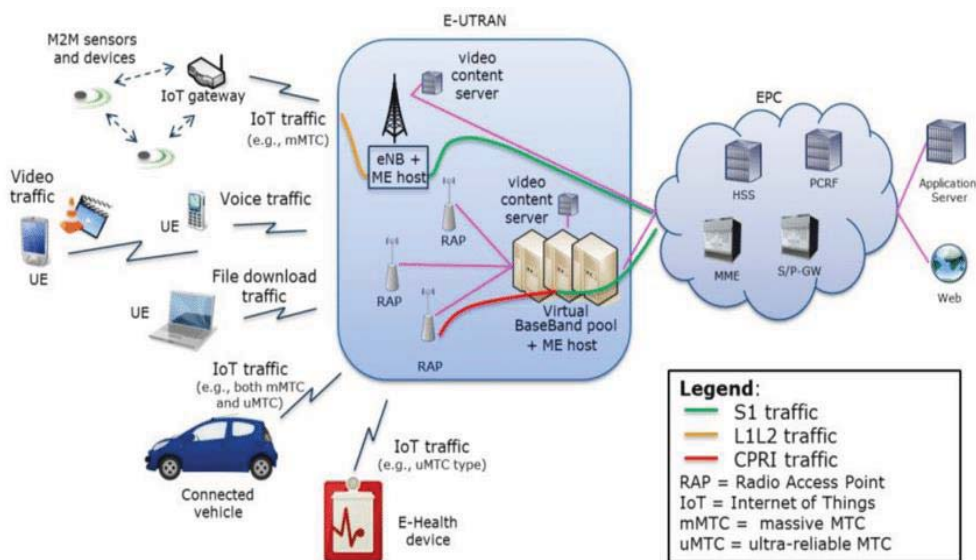 E-UTRAN
M2M sensors
and devices
IoT gateway
IoT traffic
(e.g., mMTC)
video
content
server
eNB +
ME host
EPC
HSS
PCRF
MME
S/P-GW
Application
Server
Web
Video
traffic
UE
UE
Voice traffic
RAP
video
content
server
RAP
RAP
Virtual
BaseBand pool
+ ME host
File download
traffic
UE
IoT traffic
(e.g., both mMTC
and uMTC)
Connected
vehicle
IoT traffic
(e.g., uMTC type)
E-Health
device
Legend:
S1 traffic
L1L2 traffic
CPRI traffic
RAP = Radio Access Point
IoT = Internet of Things
mMTC = massive MTC
uMTC = ultra-reliable MTC